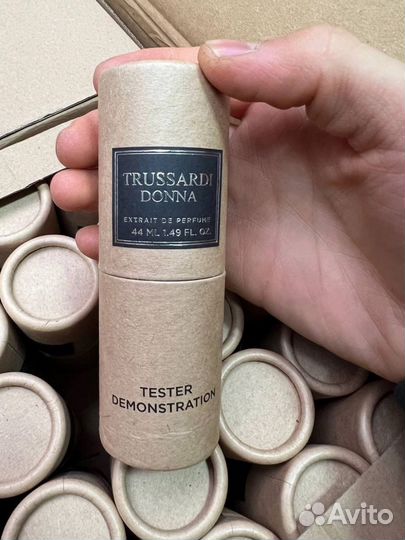 TRUSSARDI
DONNA
EXTRAIT DE PERFUME
44 ML 1.49 FL. OZ.
TESTER
DEMONSTRATION
Avito